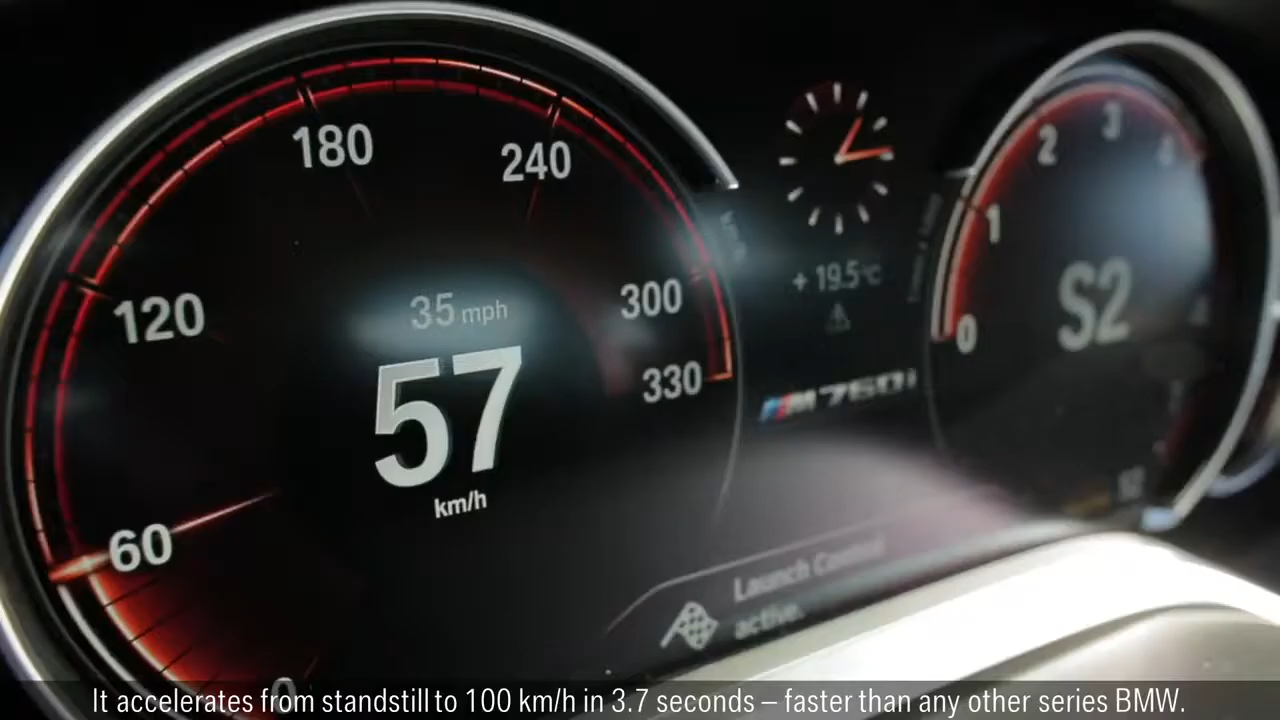 180
240
120
300
330
35 mph
57
km/h
60
0
+ 19.5°C
M760i
Launch Control
active.
0
1
2
3
4
S2
It accelerates from standstill to 100 km/h in 3.7 seconds – faster than any other series BMW.